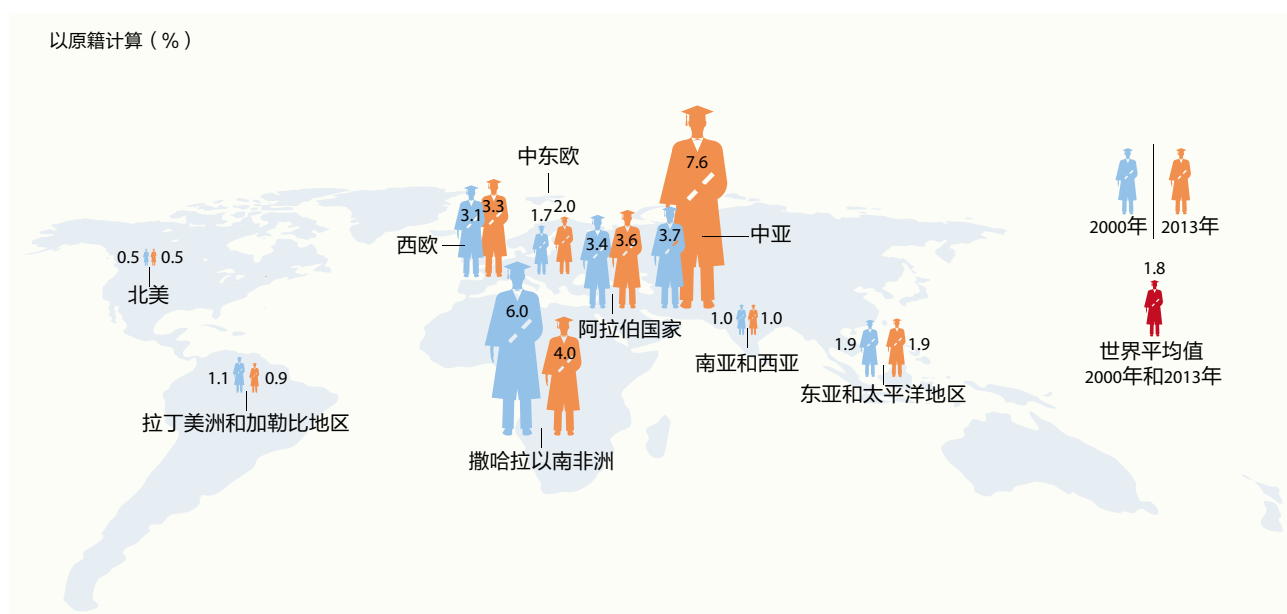 以原籍计算（%）
中东欧
1.7 2.0
3.1 3.3
西欧
3.4 3.6
阿拉伯国家
3.7 7.6
中亚
2000年 2013年
1.8
世界平均值
2000年和2013年
0.5 0.5
北美
6.0 4.0
撒哈拉以南非洲
1.0 1.0
南亚和西亚
1.9 1.9
东亚和太平洋地区
1.1 0.9
拉丁美洲和加勒比地区